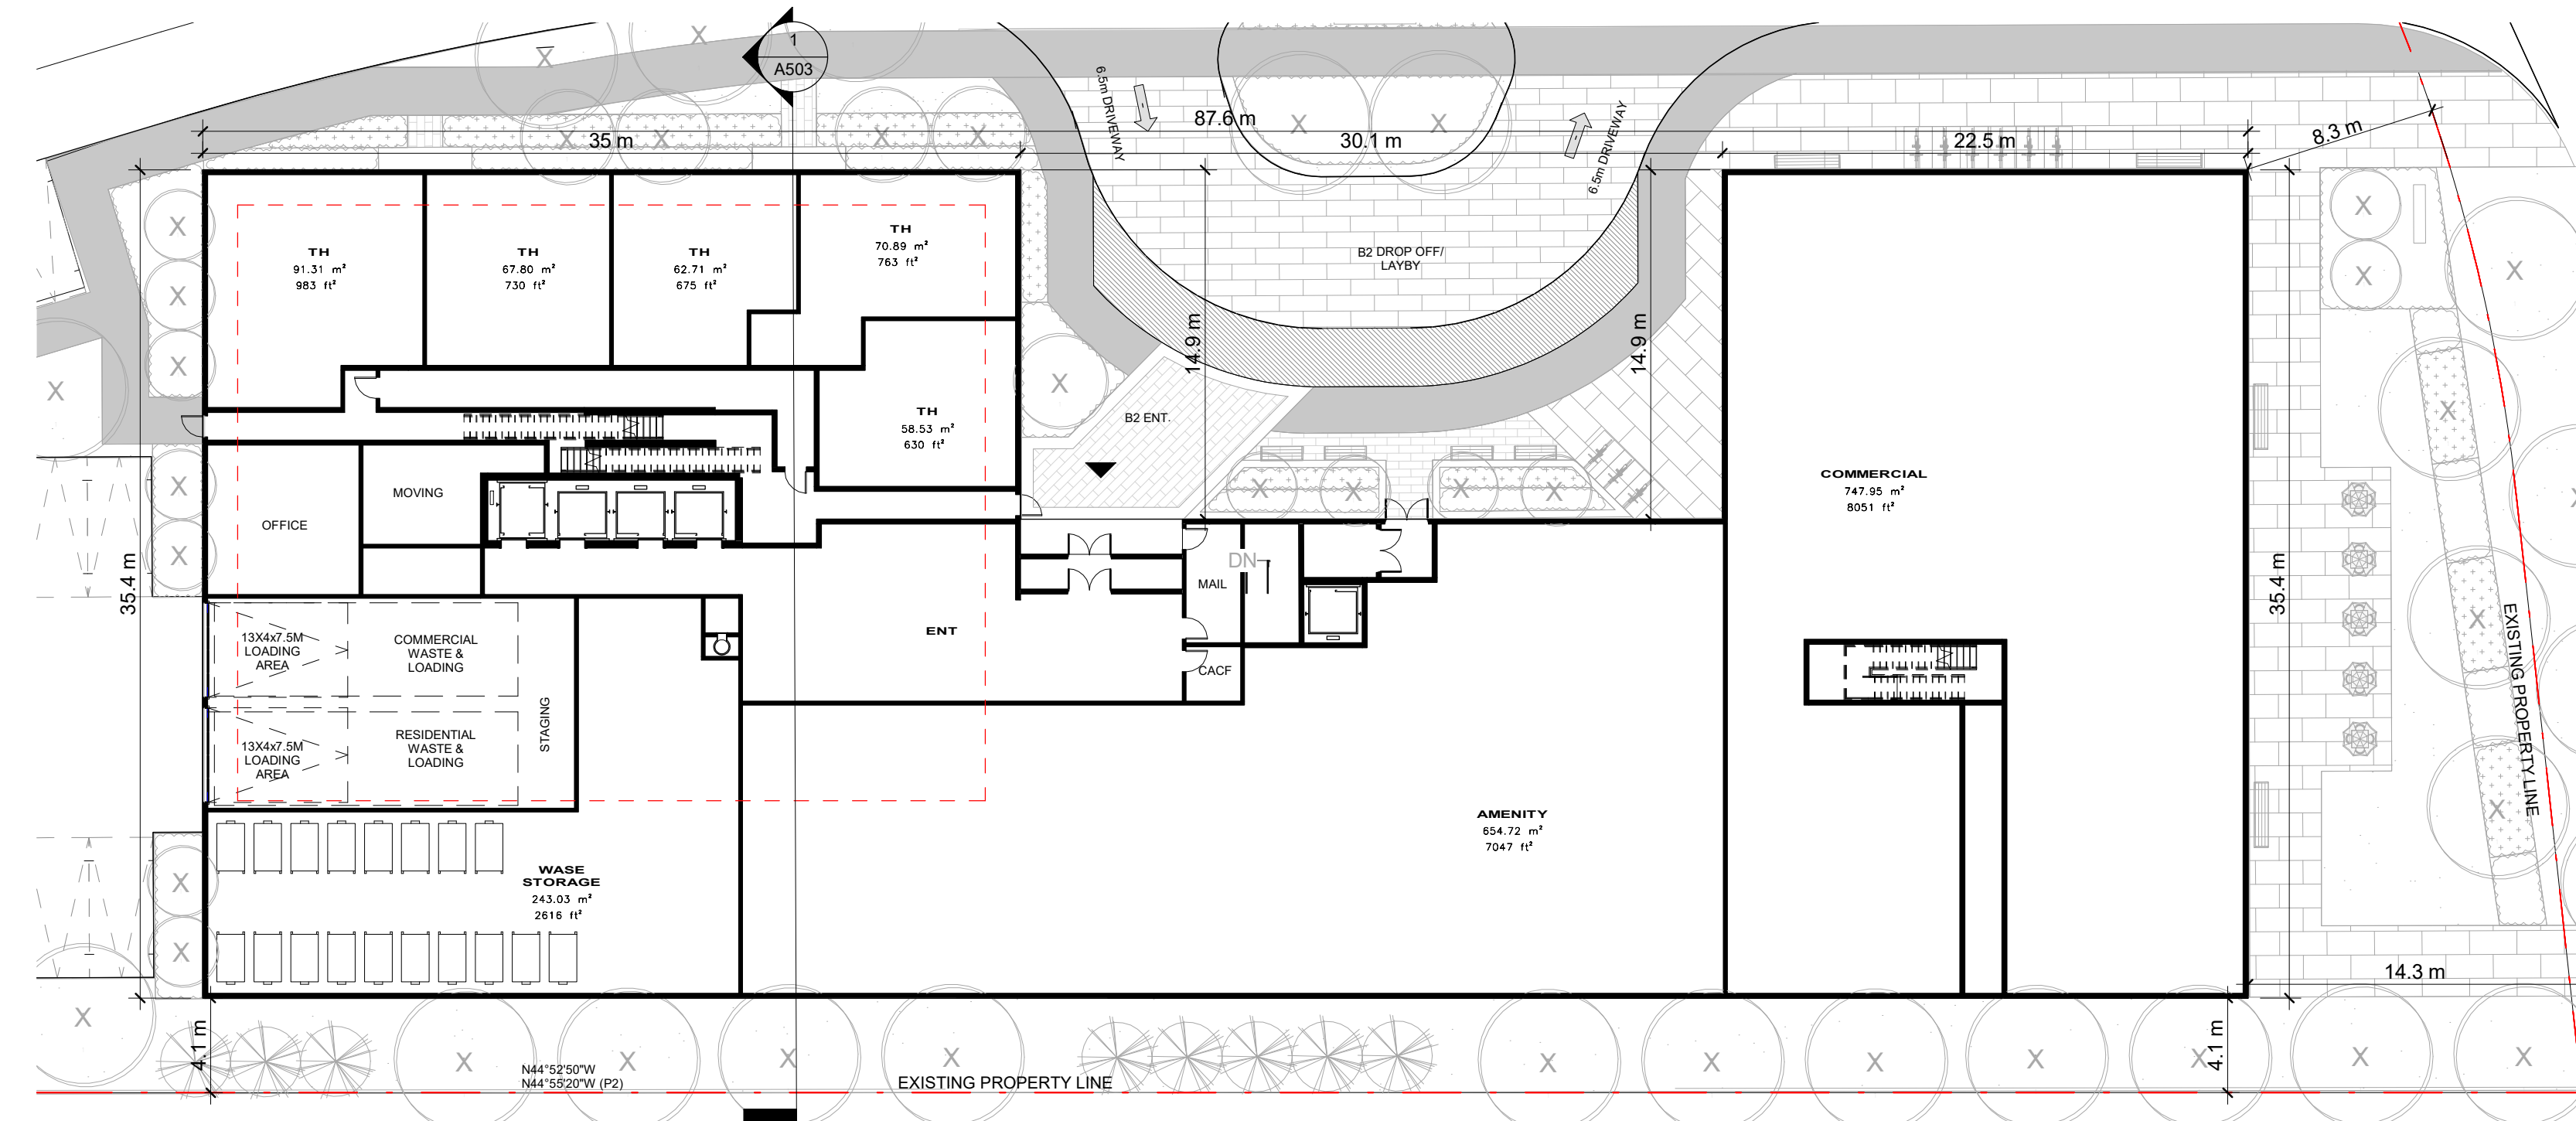 1
A503
6.5m DRIVEWAY
87.6 m
6.5m DRIVEWAY
35 m
30.1 m
22.5 m
8.3 m
TH
91.31 m²
983 ft²
TH
67.80 m²
730 ft²
TH
62.71 m²
675 ft²
TH
70.89 m²
763 ft²
B2 DROP OFF/
LAYBY
14.9 m
14.9 m
TH
58.53 m²
630 ft²
B2 ENT.
COMMERCIAL
747.95 m²
8051 ft²
MOVING
OFFICE
35.4 m
DN
MAIL
35.4 m
13X4x7.5M
LOADING
AREA
COMMERCIAL
WASTE &
LOADING
ENT
CACF
STAGING
13X4x7.5M
LOADING
AREA
RESIDENTIAL
WASTE &
LOADING
EXISTING PROPERTY LINE
AMENITY
654.72 m²
7047 ft²
WASE
STORAGE
243.03 m²
2616 ft²
14.3 m
4.1 m
4.1 m
N44°52'50"W
N44°55'20"W (P2)
EXISTING PROPERTY LINE